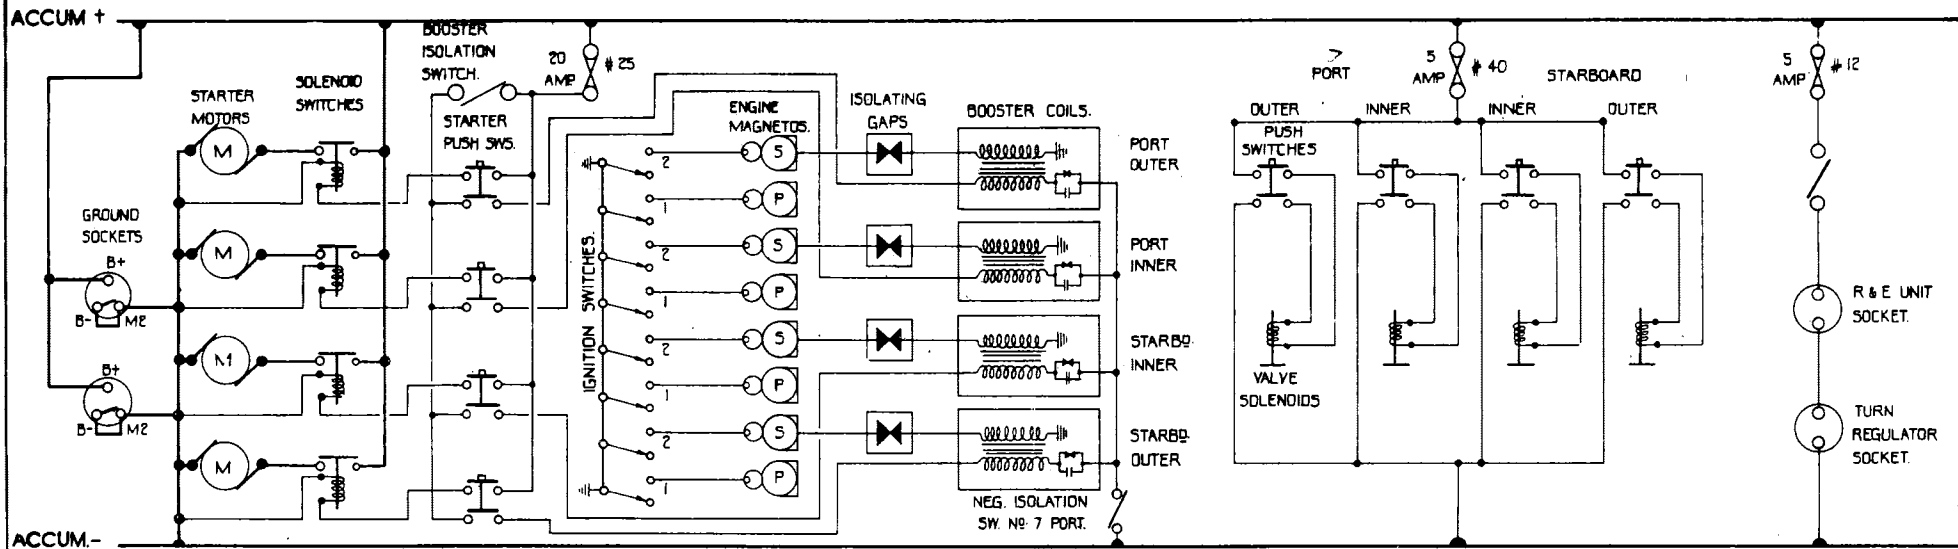 ACCUM +
BOOSTER
ISOLATION
SWITCH.
20
AMP
# 25
SOLENOID
SWITCHES
STARTER
MOTORS
STARTER
PUSH SWS.
M
M
M1
M
GROUND
SOCKETS
B+
B-
M2
B+
B-
M2
IGNITION SWITCHES.
2
1
2
1
2
1
2
1
ENGINE
MAGNETOS.
S
P
S
P
S
P
S
P
ISOLATING
GAPS
BOOSTER COILS.
PORT
OUTER
PORT
INNER
STARBD.
INNER
STARBD.
OUTER
NEG. ISOLATION
SW. No. 7 PORT.
PORT
5
AMP
# 40
STARBOARD
OUTER
INNER
INNER
OUTER
PUSH
SWITCHES
VALVE
SOLENOIDS
5
AMP
# 12
R & E UNIT
SOCKET.
TURN
REGULATOR
SOCKET.
ACCUM.-